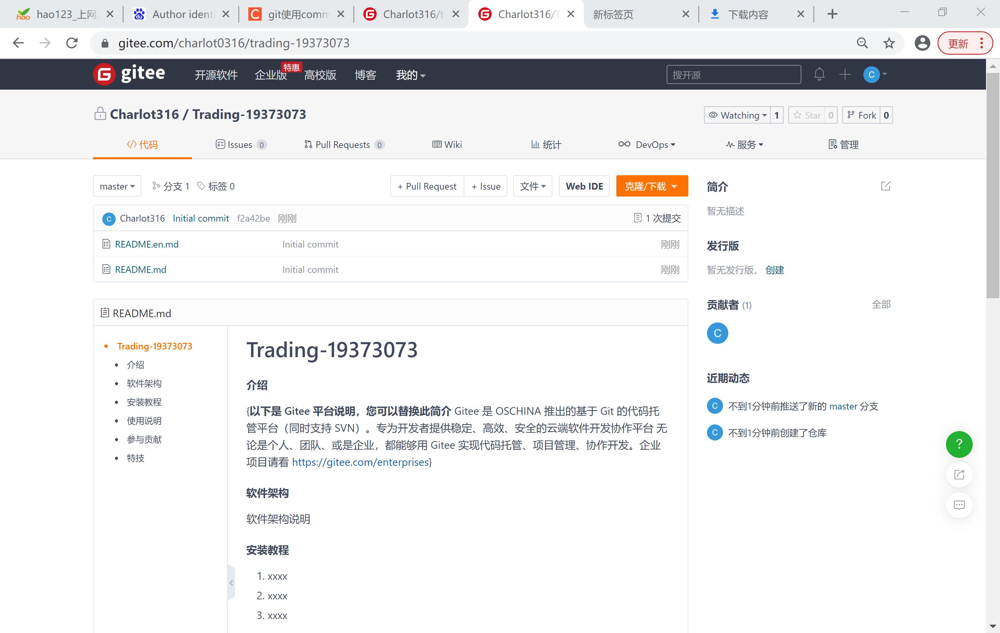 hao123_上网 Author identi git使用comm Charlot316/t Charlot316/T 新标签页 下载内容
gitee.com/charlot0316/trading-19373073 更新
gitee 开源软件 企业版 特惠 高校版 博客 我的 搜开源 C
Charlot316 / Trading-19373073 Watching 1 Star 0 Fork 0
代码 Issues 0 Pull Requests 0 Wiki 统计 DevOps 服务 管理
master 分支 1 标签 0 + Pull Request + Issue 文件 Web IDE 克隆/下载
C Charlot316 Initial commit f2a42be 刚刚 1 次提交
README.en.md Initial commit 刚刚
README.md Initial commit 刚刚
README.md
Trading-19373073
介绍
软件架构
安装教程
使用说明
参与贡献
特技
Trading-19373073
介绍
{以下是 Gitee 平台说明，您可以替换此简介 Gitee 是 OSCHINA 推出的基于 Git 的代码托
管平台（同时支持 SVN）。专为开发者提供稳定、高效、安全的云端软件开发协作平台 无
论是个人、团队、或是企业，都能够用 Gitee 实现代码托管、项目管理、协作开发。企业
项目请看 https://gitee.com/enterprises}
软件架构
软件架构说明
安装教程
1. xxxx
2. xxxx
3. xxxx
简介
暂无描述
发行版
暂无发行版， 创建
贡献者 (1) 全部
C
近期动态
C 不到1分钟前推送了新的 master 分支
C 不到1分钟前创建了仓库
?